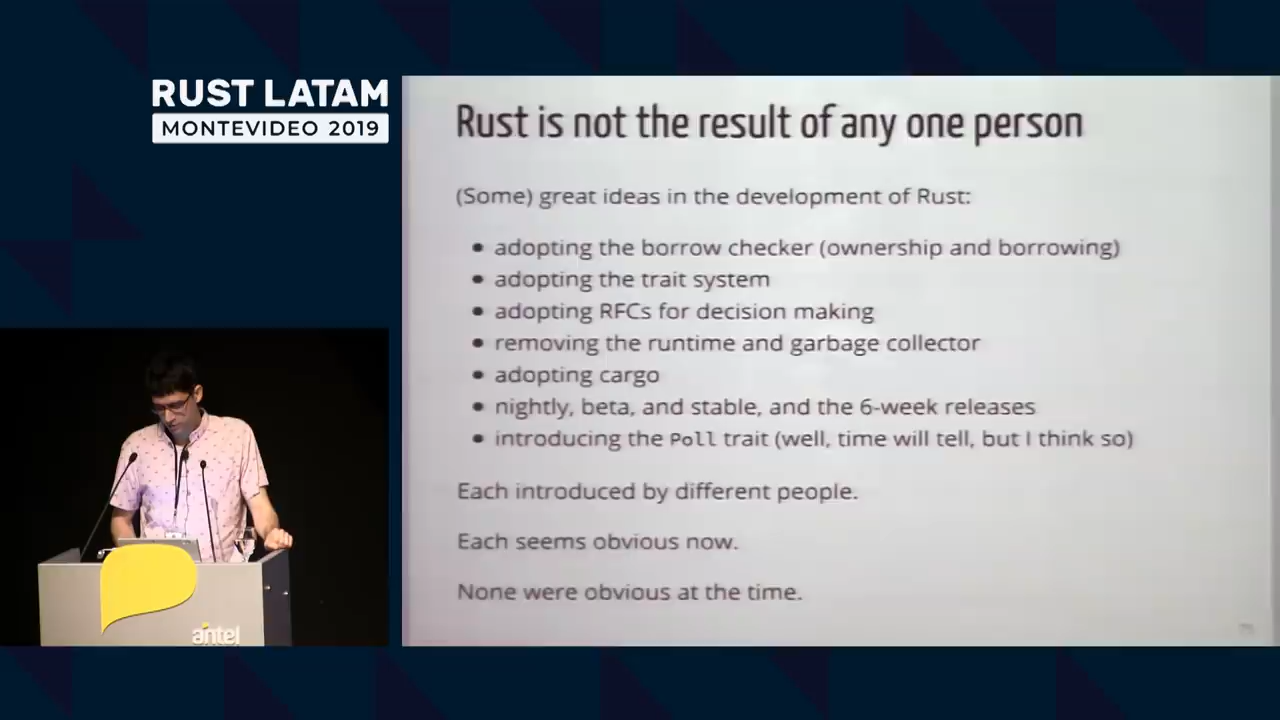 RUST LATAM
MONTEVIDEO 2019
Rust is not the result of any one person
(Some) great ideas in the development of Rust:
• adopting the borrow checker (ownership and borrowing)
• adopting the trait system
• adopting RFCs for decision making
• removing the runtime and garbage collector
• adopting cargo
• nightly, beta, and stable, and the 6-week releases
• introducing the Poll trait (well, time will tell, but I think so)
Each introduced by different people.
Each seems obvious now.
None were obvious at the time.
antel